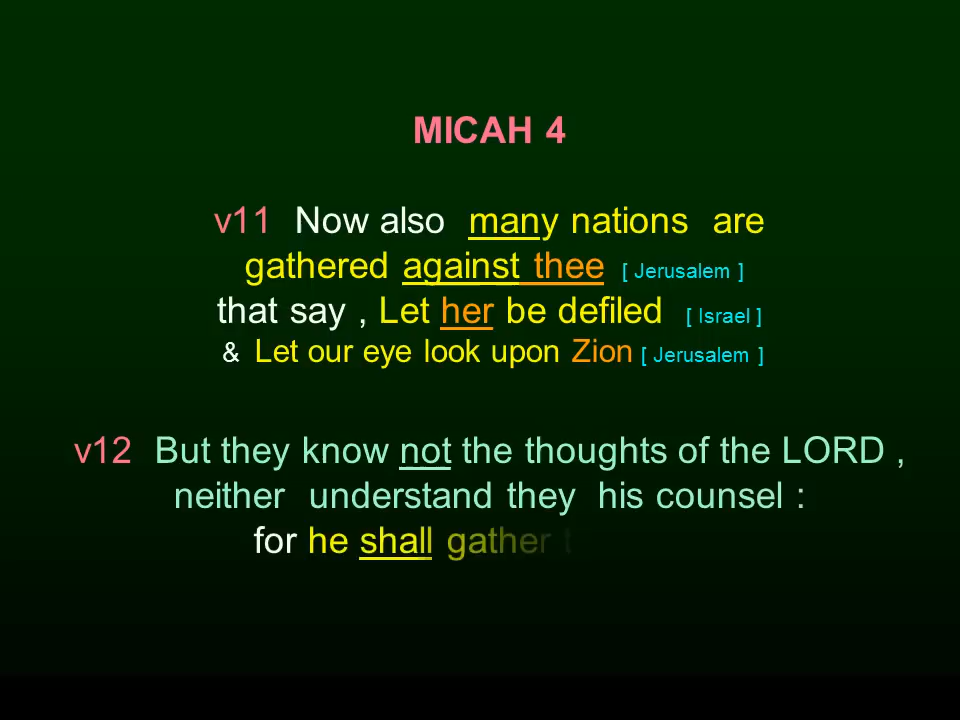 MICAH 4
v11 Now also many nations are
gathered against thee [ Jerusalem ]
that say , Let her be defiled [ Israel ]
& Let our eye look upon Zion [ Jerusalem ]
v12 But they know not the thoughts of the LORD ,
neither understand they his counsel :
for he shall gather